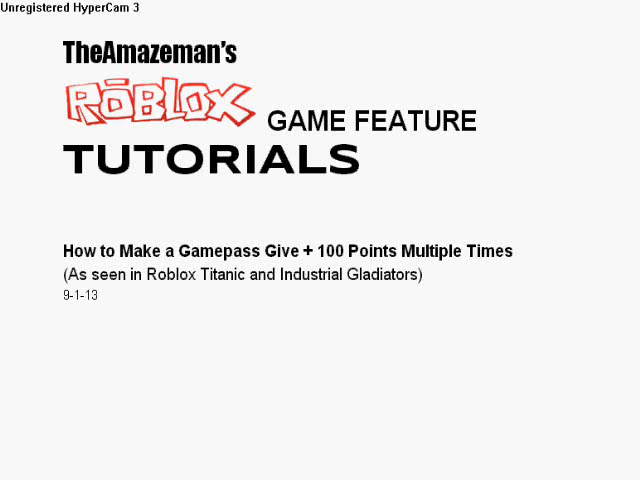 Unregistered HyperCam 3
TheAmazeman's
RŌBLOX GAME FEATURE
TUTORIALS
How to Make a Gamepass Give + 100 Points Multiple Times
(As seen in Roblox Titanic and Industrial Gladiators)
9-1-13